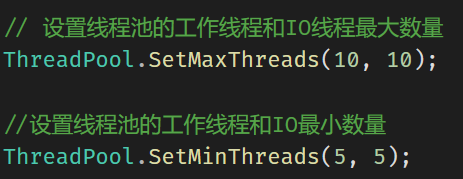 // 设置线程池的工作线程和IO线程最大数量
ThreadPool.SetMaxThreads(10, 10);
//设置线程池的工作线程和IO最小数量
ThreadPool.SetMinThreads(5, 5);